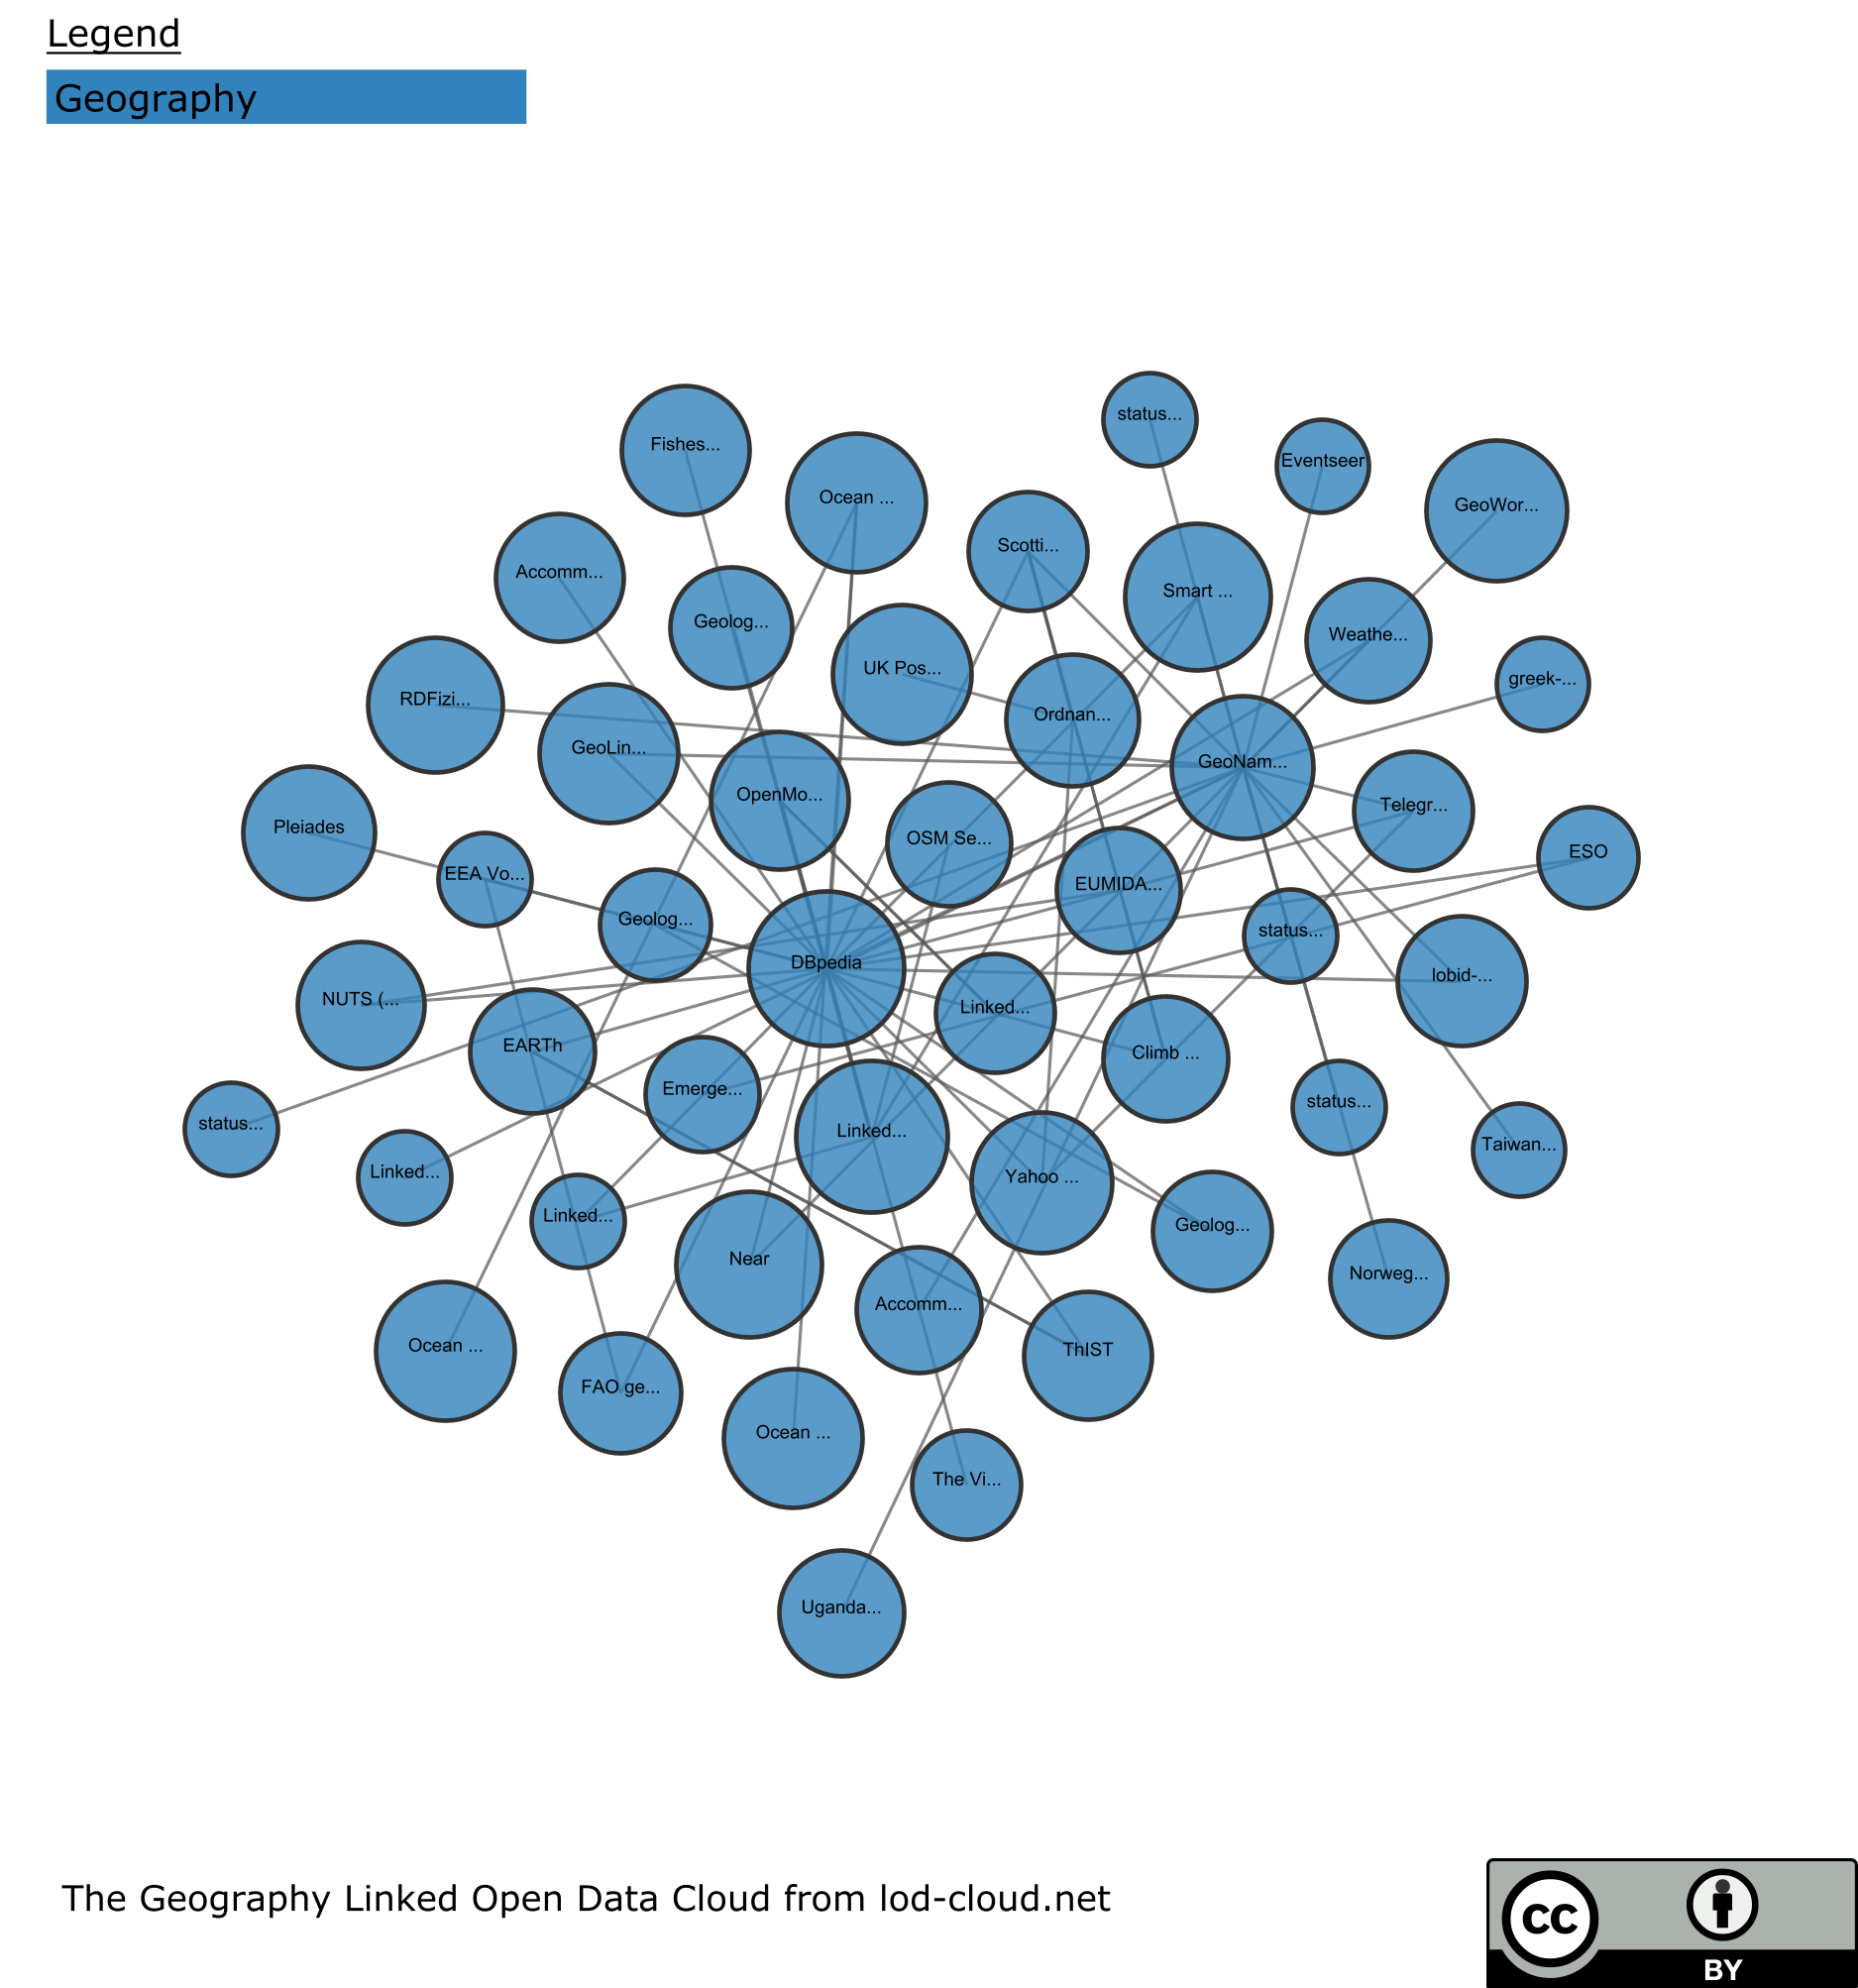 Legend
Geography
status...
Fishes...
Eventseer
Ocean ...
GeoWor...
Scotti...
Accomm...
Smart ...
Geolog...
Weathe...
UK Pos...
greek-...
RDFizi...
Ordnan...
GeoLin...
GeoNam...
OpenMo...
Telegr...
Pleiades
OSM Se...
ESO
EEA Vo...
EUMIDA...
Geolog...
status...
DBpedia
lobid-...
NUTS (...
Linked...
EARTh
Climb ...
Emerge...
status...
status...
Linked...
Taiwan...
Linked...
Yahoo ...
Linked...
Geolog...
Near
Norweg...
Accomm...
Ocean ...
ThIST
FAO ge...
Ocean ...
The Vi...
Uganda...
The Geography Linked Open Data Cloud from lod-cloud.net
cc
BY